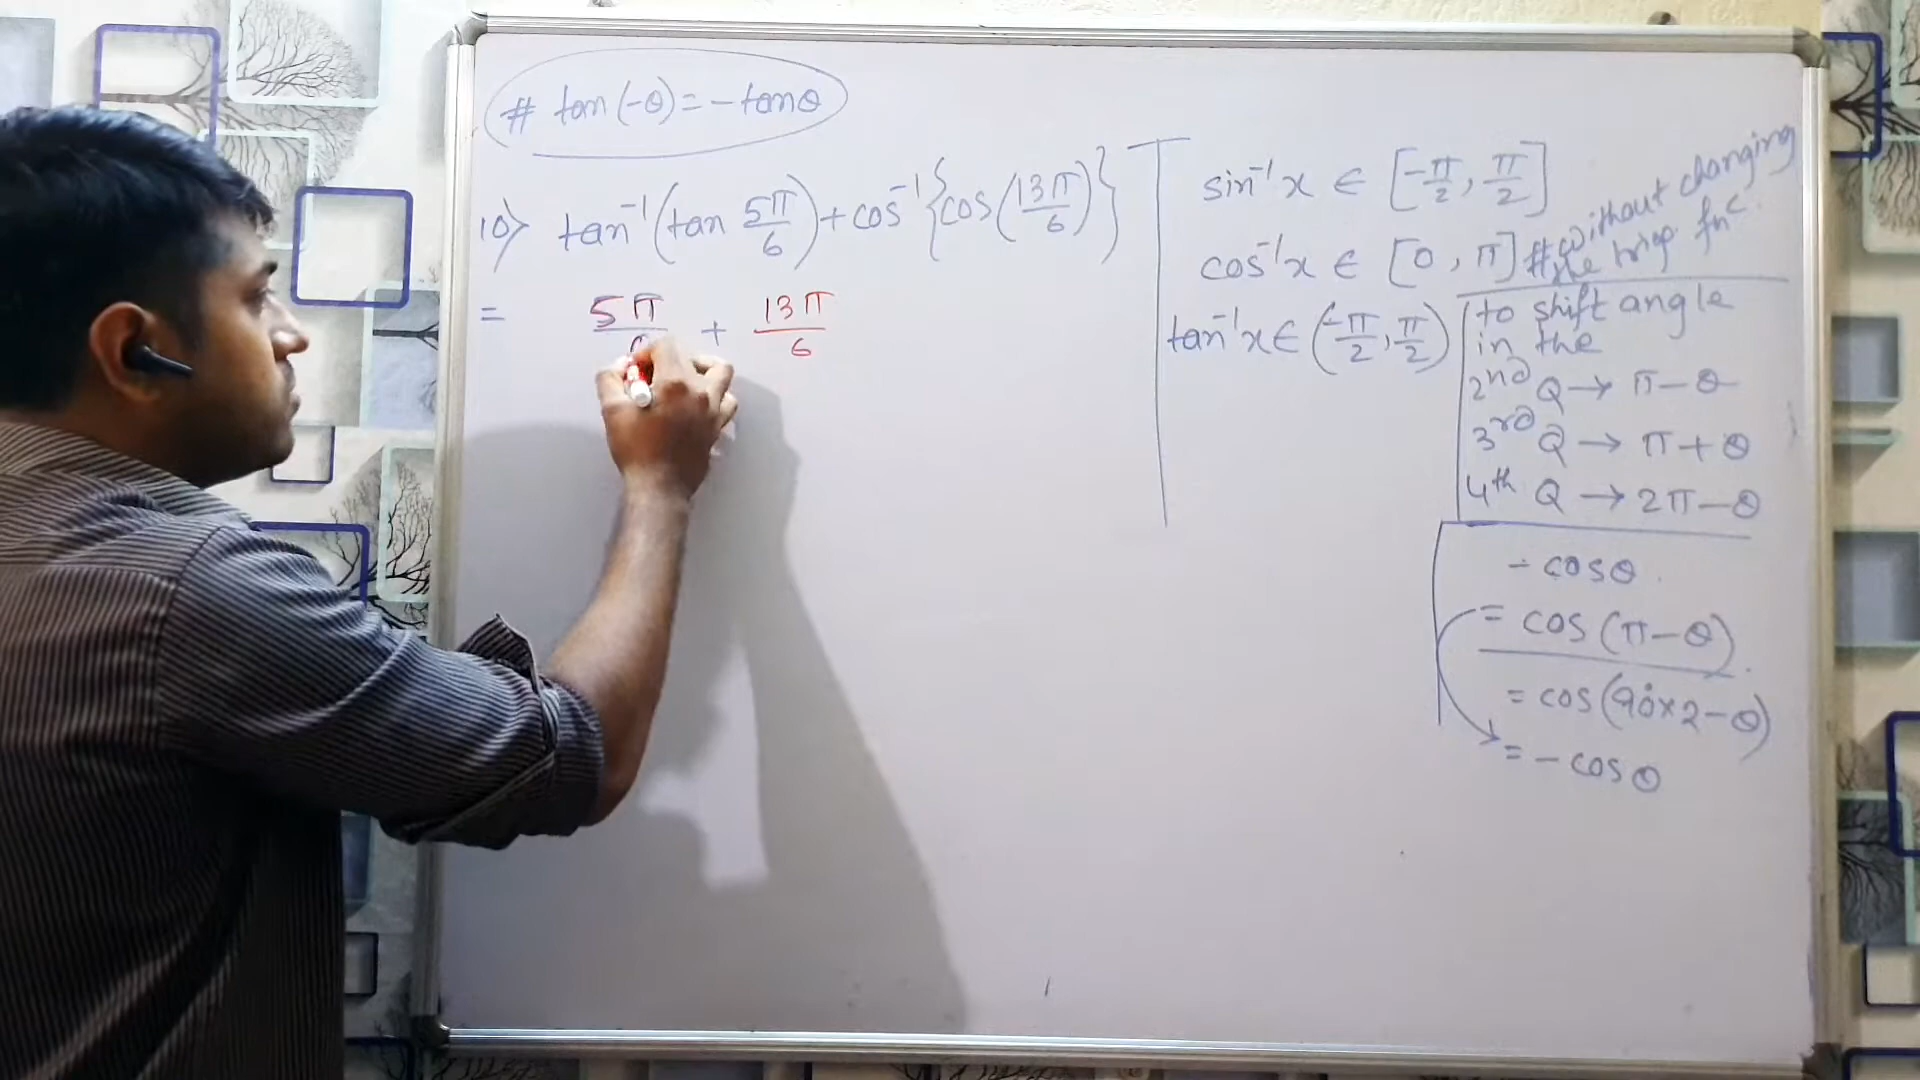 # tan(-θ) = -tanθ
10) tan⁻¹(tan 5π/6) + cos⁻¹{cos(13π/6)}
= 5π/ + 13π/6
sin⁻¹x ∈ [-π/2, π/2]
cos⁻¹x ∈ [0, π]
tan⁻¹x ∈ (-π/2, π/2)
# without changing
the trig. fnᶜ.
to shift angle
in the
2nd Q → π-θ
3rd Q → π+θ
4th Q → 2π-θ
-cosθ
= cos(π-θ)
= cos(90×2-θ)
= -cosθ